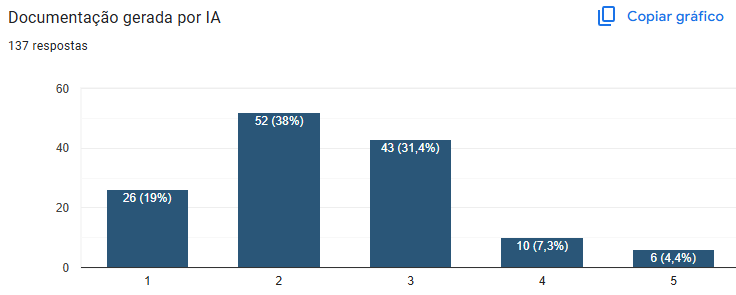 Documentação gerada por IA
Copiar gráfico
137 respostas
60
40
20
0
26 (19%)
52 (38%)
43 (31,4%)
10 (7,3%)
6 (4,4%)
1 2 3 4 5